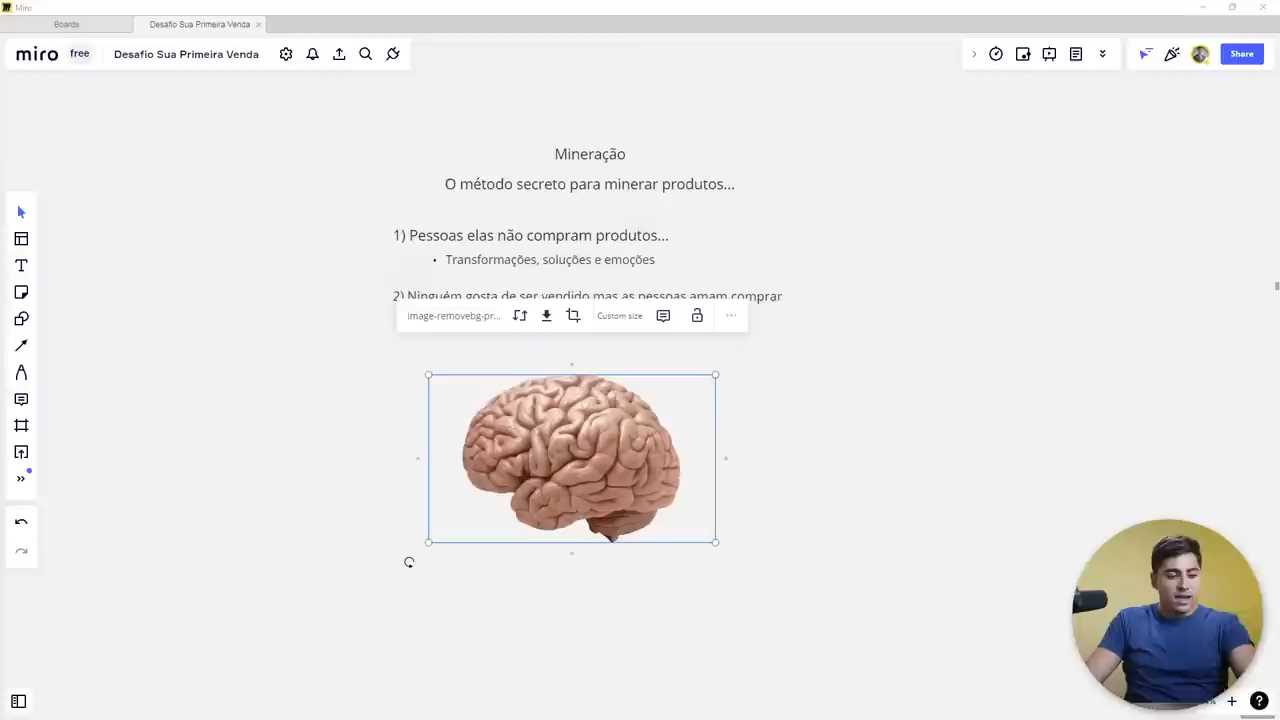 Miro
Boards
Desafio Sua Primeira Venda
miro free Desafio Sua Primeira Venda
Share
Mineração
O método secreto para minerar produtos...
1) Pessoas elas não compram produtos...
• Transformações, soluções e emoções
2) Ninguém gosta de ser vendido mas as pessoas amam comprar
image-removebg-pr...
Custom size